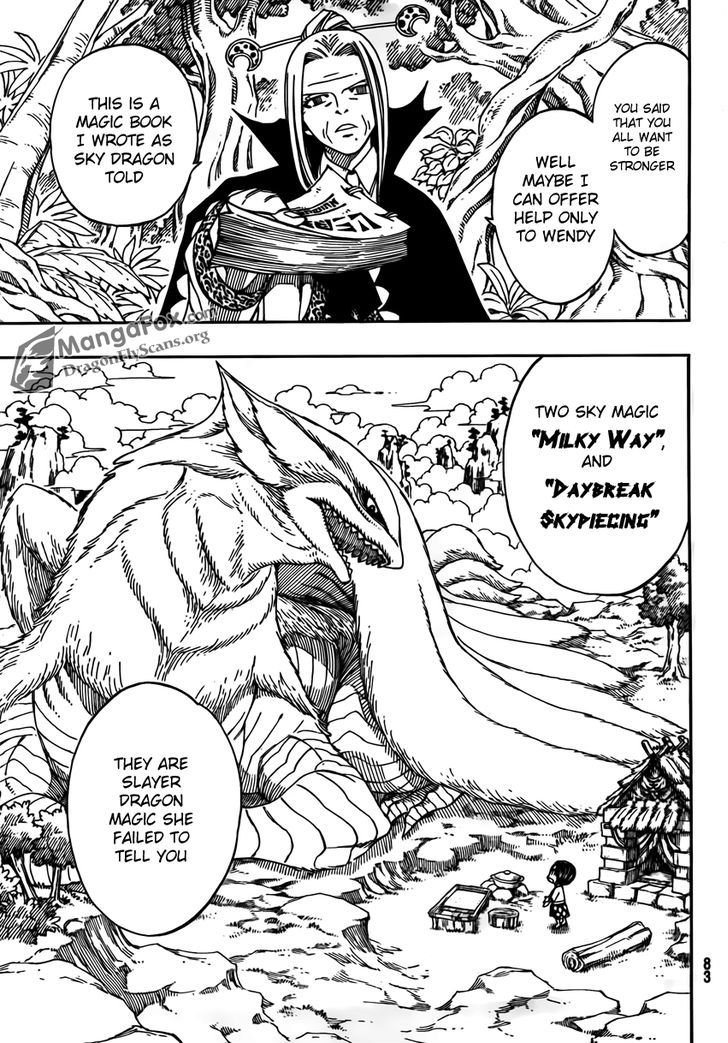 YOU SAID
THAT YOU
ALL WANT
TO BE
STRONGER
WELL
MAYBE I
CAN OFFER
HELP ONLY
TO WENDY
THIS IS A
MAGIC BOOK
I WROTE AS
SKY DRAGON
TOLD
MangaFox.com
DragonFlyScans.org
TWO SKY MAGIC
"MILKY WAY",
AND
"DAYBREAK
SKYPIECING"
THEY ARE
SLAYER
DRAGON
MAGIC SHE
FAILED TO
TELL YOU
83